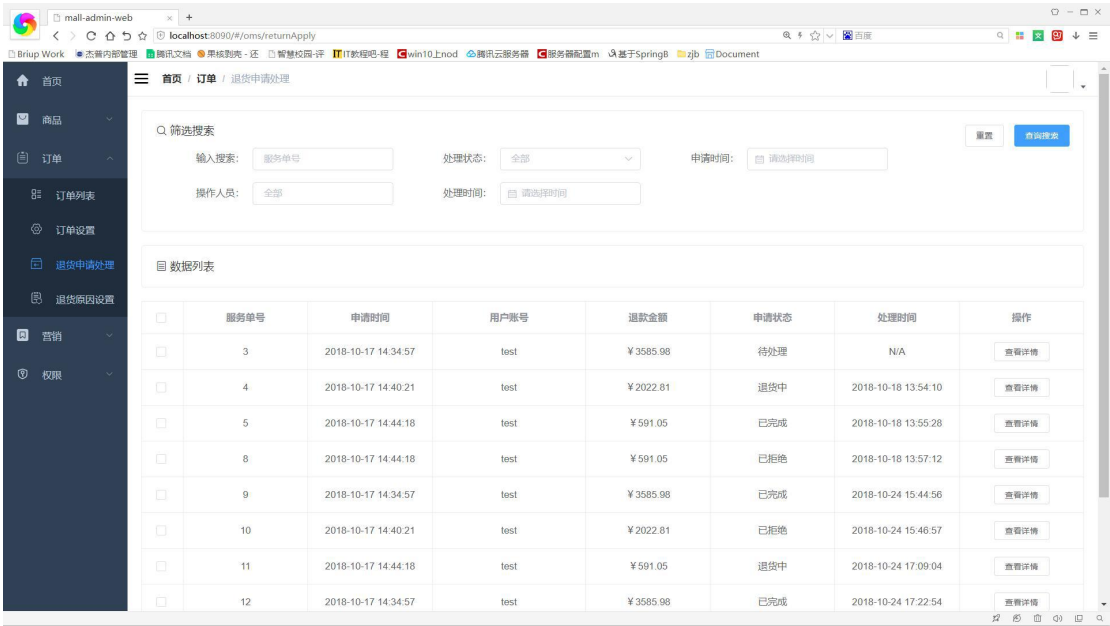 mall-admin-web × +
localhost:8090/#/oms/returnApply 百度
Briup Work 杰普内部管理 腾讯文档 果核剥壳 - 还 智慧校园-评 IT教程吧-程 win10上nod 腾讯云服务器 服务器配置m 基于SpringB zjb Document
首页 首页 / 订单 / 退货申请处理
商品
订单
订单列表
订单设置
退货申请处理
退货原因设置
营销
权限
筛选搜索 重置 查询搜索
输入搜索: 服务单号 处理状态: 全部 申请时间: 请选择时间
操作人员: 全部 处理时间: 请选择时间
数据列表
服务单号 申请时间 用户账号 退款金额 申请状态 处理时间 操作
3 2018-10-17 14:34:57 test ￥3585.98 待处理 N/A 查看详情
4 2018-10-17 14:40:21 test ￥2022.81 退货中 2018-10-18 13:54:10 查看详情
5 2018-10-17 14:44:18 test ￥591.05 已完成 2018-10-18 13:55:28 查看详情
8 2018-10-17 14:44:18 test ￥591.05 已拒绝 2018-10-18 13:57:12 查看详情
9 2018-10-17 14:34:57 test ￥3585.98 已完成 2018-10-24 15:44:56 查看详情
10 2018-10-17 14:40:21 test ￥2022.81 已拒绝 2018-10-24 15:46:57 查看详情
11 2018-10-17 14:44:18 test ￥591.05 退货中 2018-10-24 17:09:04 查看详情
12 2018-10-17 14:34:57 test ￥3585.98 已完成 2018-10-24 17:22:54 查看详情